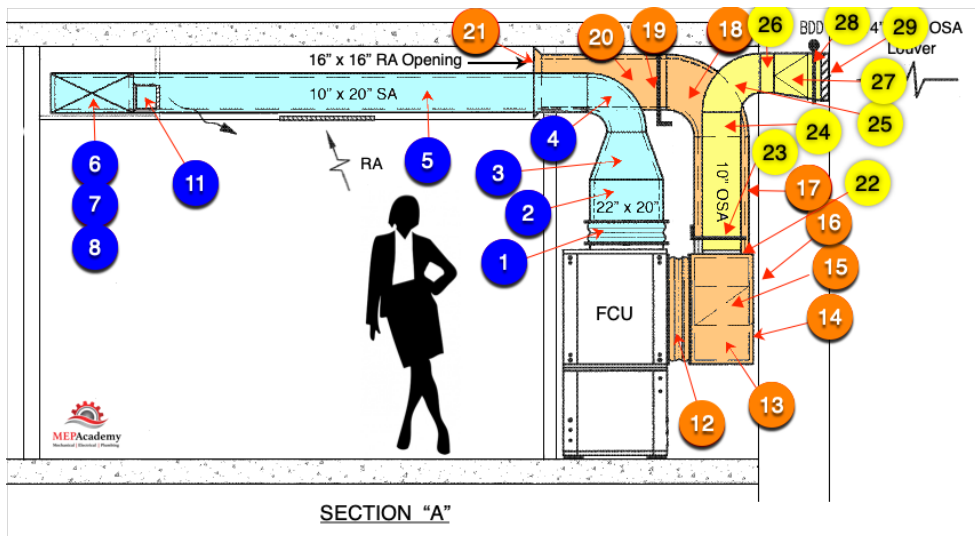 26
28
29
BDD
4"
OSA
Louver
21
20
19
18
16" x 16" RA Opening
27
10" x 20" SA
25
24
4
5
6
11
RA
3
23
7
17
22
10" OSA
8
2
22" x 20"
16
1
15
FCU
14
13
12
MEPAcademy
Mechanical | Electrical | Plumbing
SECTION "A"